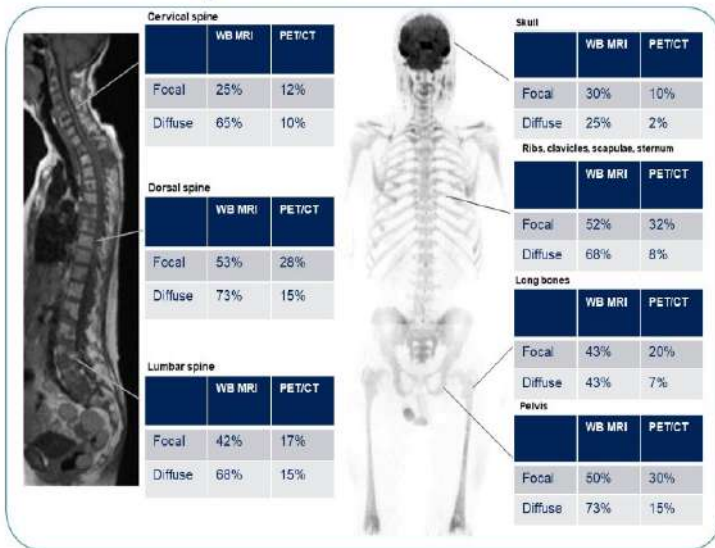 Cervical spine
WB MRI PET/CT
Focal 25% 12%
Diffuse 65% 10%
Dorsal spine
WB MRI PET/CT
Focal 53% 28%
Diffuse 73% 15%
Lumbar spine
WB MRI PET/CT
Focal 42% 17%
Diffuse 68% 15%
Skull
WB MRI PET/CT
Focal 30% 10%
Diffuse 25% 2%
Ribs, clavicles, scapulae, sternum
WB MRI PET/CT
Focal 52% 32%
Diffuse 68% 8%
Long bones
WB MRI PET/CT
Focal 43% 20%
Diffuse 43% 7%
Pelvis
WB MRI PET/CT
Focal 50% 30%
Diffuse 73% 15%